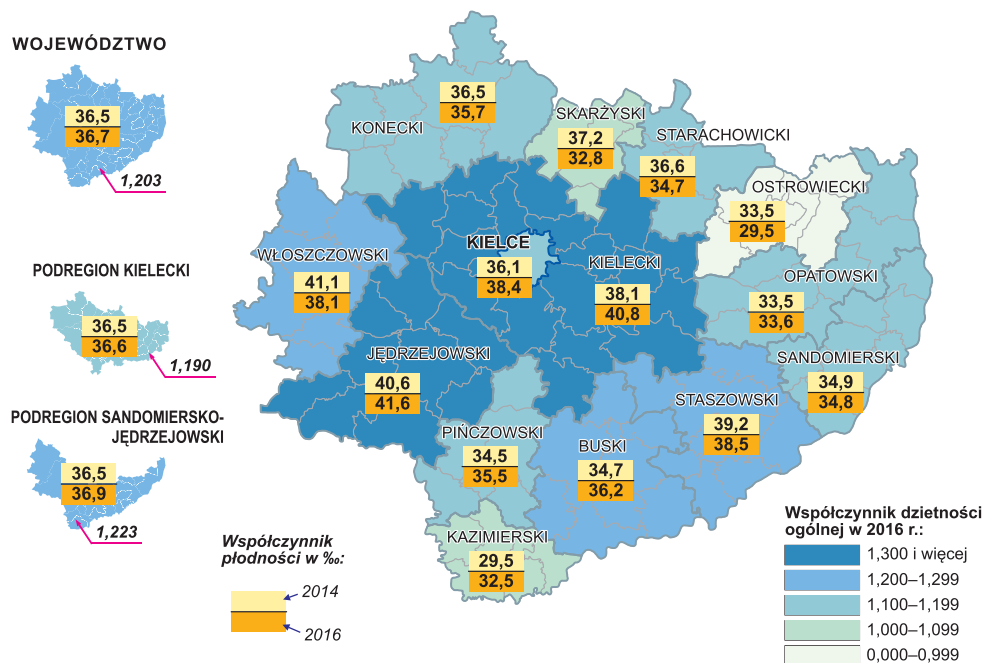 WOJEWÓDZTWO
36,5
36,7
1,203
PODREGION KIELECKI
36,5
36,6
1,190
PODREGION SANDOMIERSKO-
JĘDRZEJOWSKI
36,5
36,9
1,223
Współczynnik
płodności w ‰:
2014
2016
KONECKI
36,5
35,7
SKARŻYSKI
37,2
32,8
STARACHOWICKI
36,6
34,7
OSTROWIECKI
33,5
29,5
WŁOSZCZOWSKI
41,1
38,1
KIELCE
36,1
38,4
KIELECKI
38,1
40,8
OPATOWSKI
33,5
33,6
JĘDRZEJOWSKI
40,6
41,6
SANDOMIERSKI
34,9
34,8
STASZOWSKI
39,2
38,5
PIŃCZOWSKI
34,5
35,5
BUSKI
34,7
36,2
KAZIMIERSKI
29,5
32,5
Współczynnik dzietności
ogólnej w 2016 r.:
1,300 i więcej
1,200–1,299
1,100–1,199
1,000–1,099
0,000–0,999